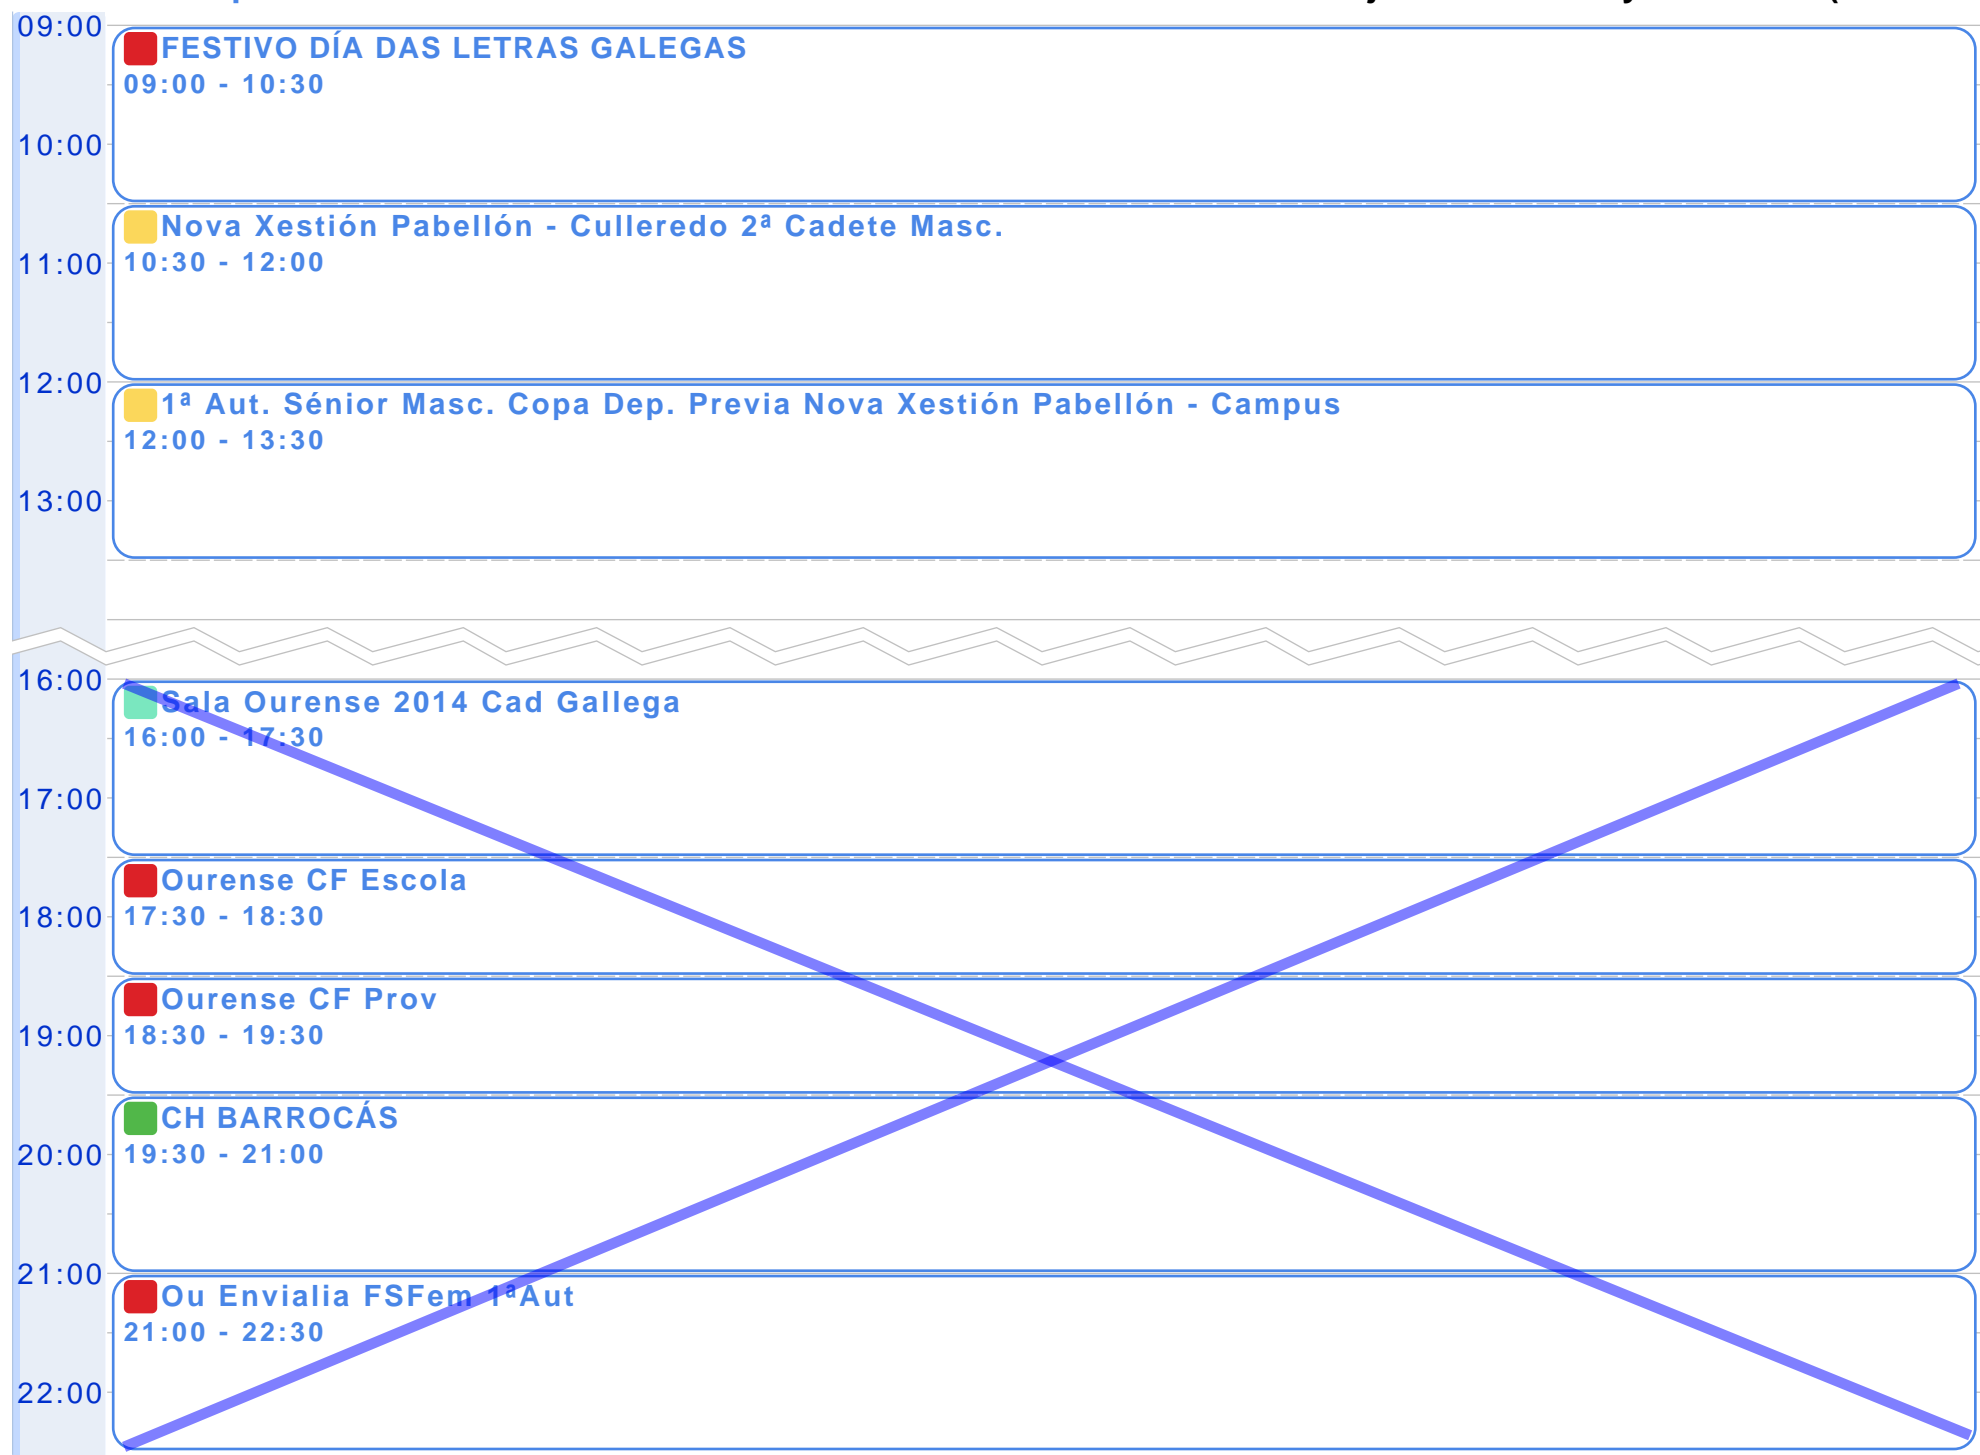 09:00
FESTIVO DÍA DAS LETRAS GALEGAS
09:00 - 10:30
10:00
Nova Xestión Pabellón - Culleredo 2ª Cadete Masc.
10:30 - 12:00
11:00
12:00
1ª Aut. Sénior Masc. Copa Dep. Previa Nova Xestión Pabellón - Campus
12:00 - 13:30
13:00
16:00
Sala Ourense 2014 Cad Gallega
16:00 - 17:30
17:00
Ourense CF Escola
17:30 - 18:30
18:00
Ourense CF Prov
18:30 - 19:30
19:00
CH BARROCÁS
19:30 - 21:00
20:00
21:00
Ou Envialia FSFem 1ªAut
21:00 - 22:30
22:00